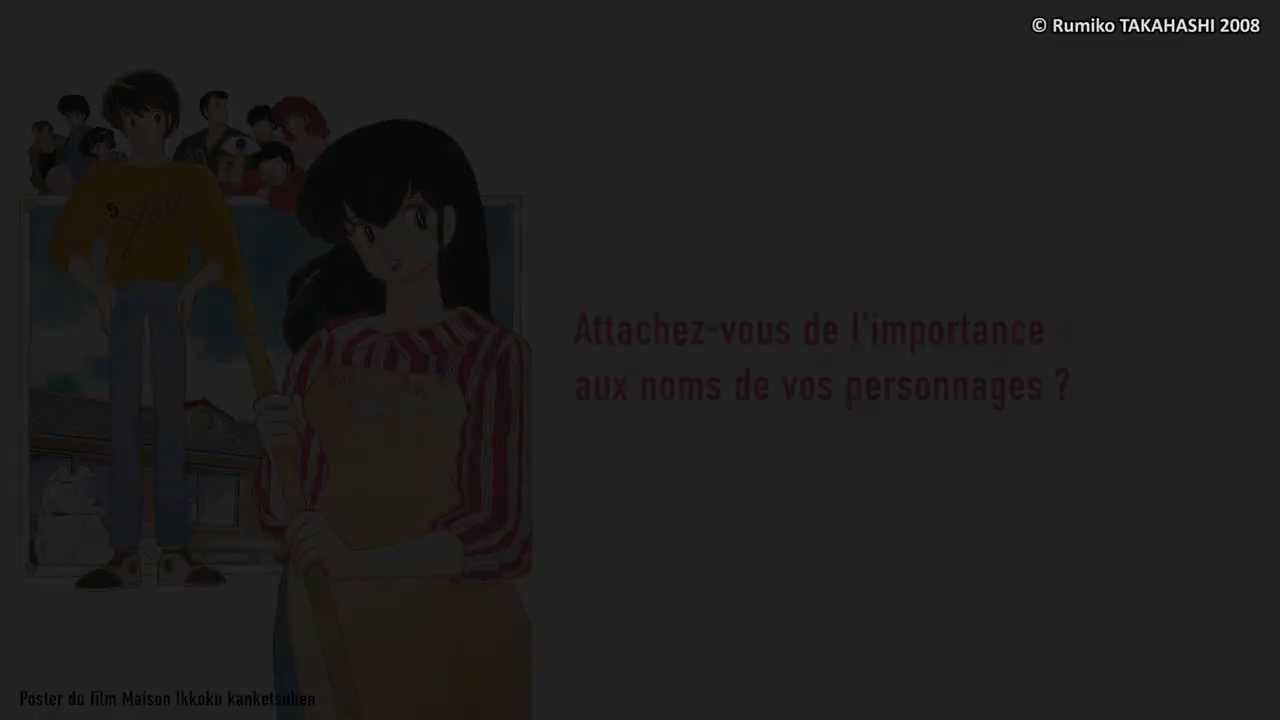 © Rumiko TAKAHASHI 2008
Attachez-vous de l'importance
aux noms de vos personnages ?
Poster du film Maison Ikkoku kanketsuhen